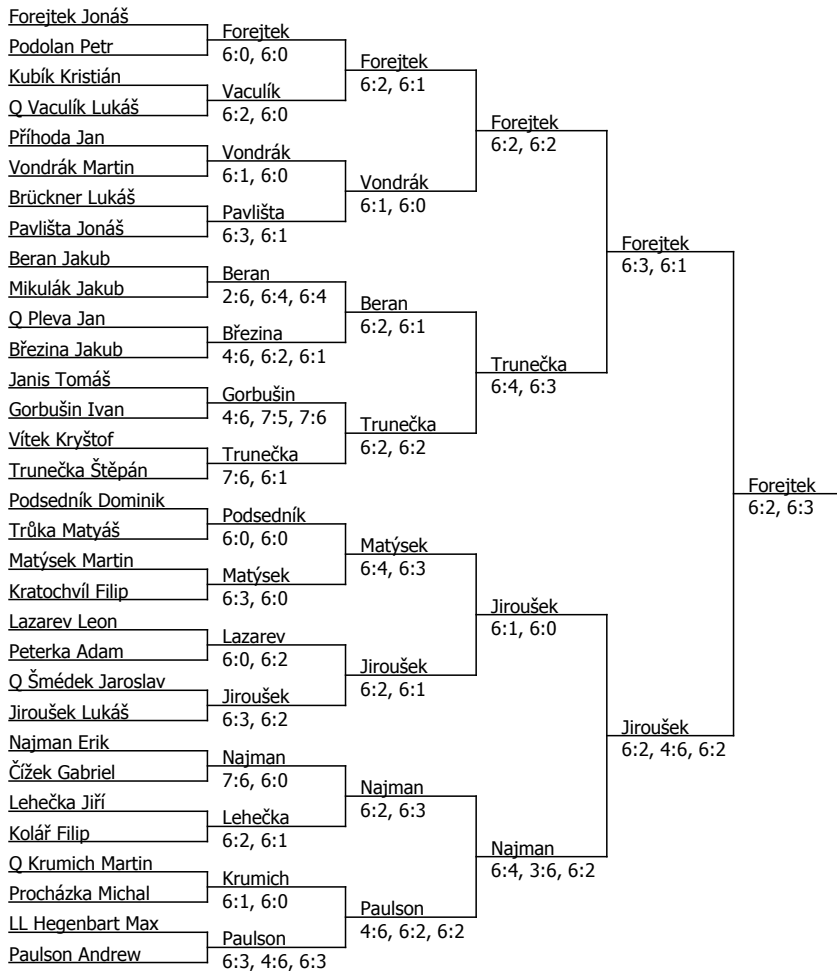 Forejtek Jonáš
Podolan Petr
Kubík Kristián
Q Vaculík Lukáš
Příhoda Jan
Vondrák Martin
Brückner Lukáš
Pavlišta Jonáš
Beran Jakub
Mikulák Jakub
Q Pleva Jan
Březina Jakub
Janis Tomáš
Gorbušin Ivan
Vítek Kryštof
Trunečka Štěpán
Podsedník Dominik
Trůka Matyáš
Matýsek Martin
Kratochvíl Filip
Lazarev Leon
Peterka Adam
Q Šmédek Jaroslav
Jiroušek Lukáš
Najman Erik
Čížek Gabriel
Lehečka Jiří
Kolář Filip
Q Krumich Martin
Procházka Michal
LL Hegenbart Max
Paulson Andrew
Forejtek
6:0, 6:0
Vaculík
6:2, 6:0
Vondrák
6:1, 6:0
Pavlišta
6:3, 6:1
Beran
2:6, 6:4, 6:4
Březina
4:6, 6:2, 6:1
Gorbušin
4:6, 7:5, 7:6
Trunečka
7:6, 6:1
Podsedník
6:0, 6:0
Matýsek
6:3, 6:0
Lazarev
6:0, 6:2
Jiroušek
6:3, 6:2
Najman
7:6, 6:0
Lehečka
6:2, 6:1
Krumich
6:1, 6:0
Paulson
6:3, 4:6, 6:3
Forejtek
6:2, 6:1
Vondrák
6:1, 6:0
Beran
6:2, 6:1
Trunečka
6:2, 6:2
Matýsek
6:4, 6:3
Jiroušek
6:2, 6:1
Najman
6:2, 6:3
Paulson
4:6, 6:2, 6:2
Forejtek
6:2, 6:2
Trunečka
6:4, 6:3
Jiroušek
6:1, 6:0
Najman
6:4, 3:6, 6:2
Forejtek
6:3, 6:1
Jiroušek
6:2, 4:6, 6:2
Forejtek
6:2, 6:3